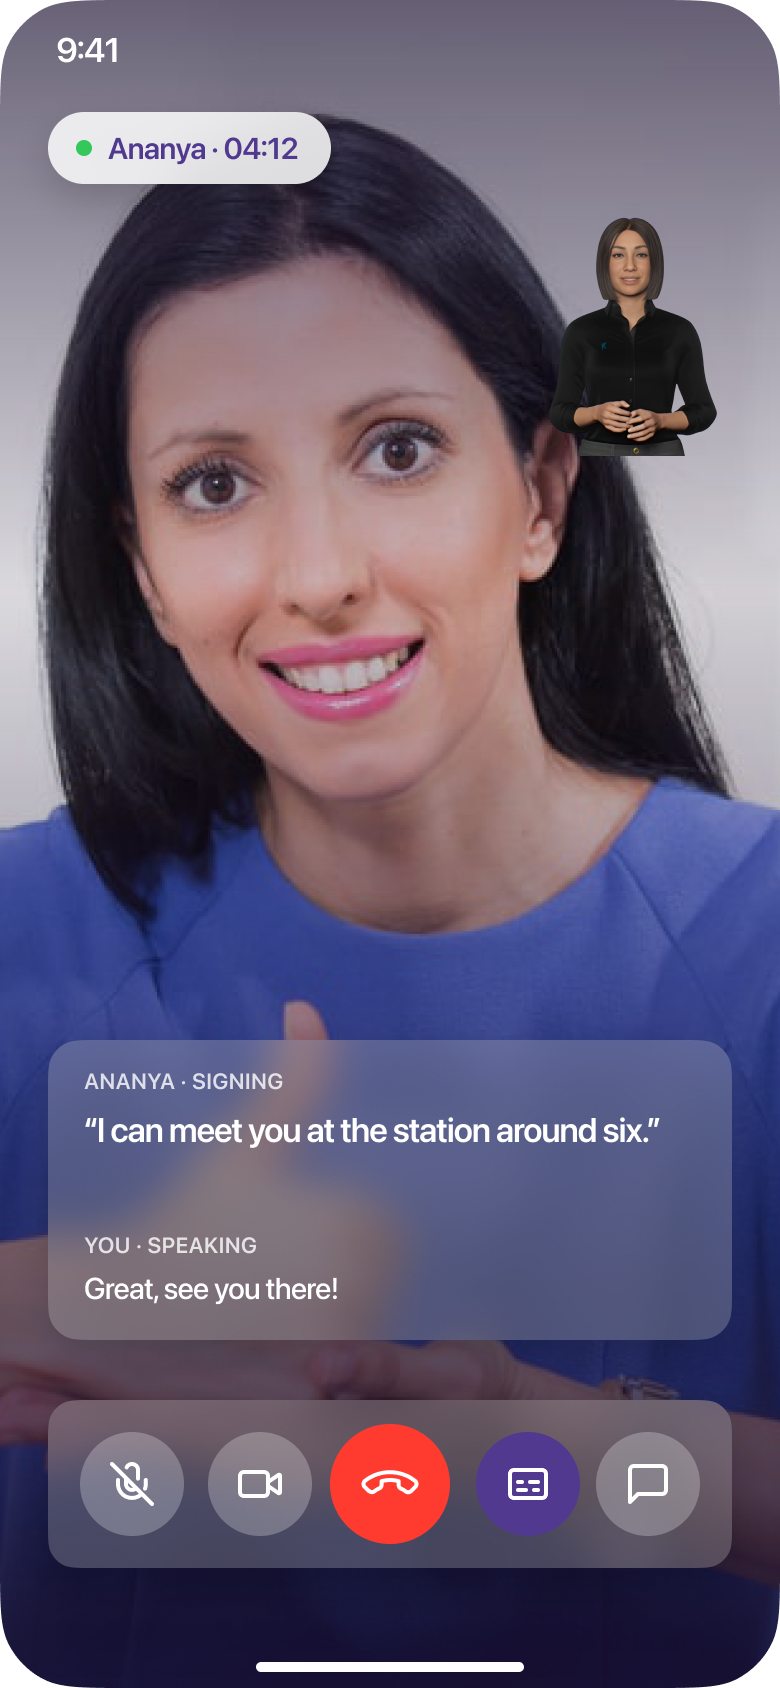 9:41
Ananya · 04:12
ANANYA · SIGNING
“I can meet you at the station around six.”
YOU · SPEAKING
Great, see you there!